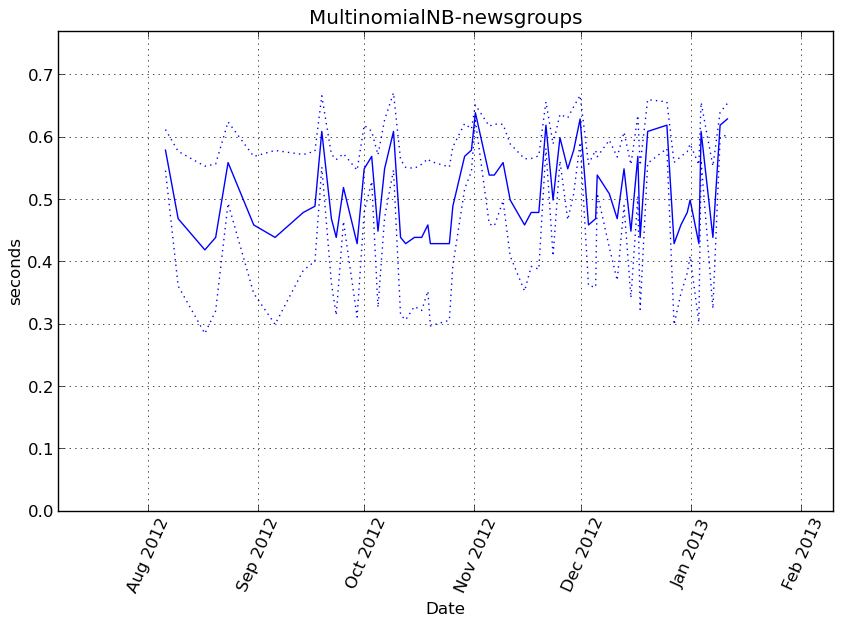 MultinomialNB-newsgroups
seconds
0.7
0.6
0.5
0.4
0.3
0.2
0.1
0.0
Aug 2012
Sep 2012
Oct 2012
Nov 2012
Dec 2012
Jan 2013
Feb 2013
Date